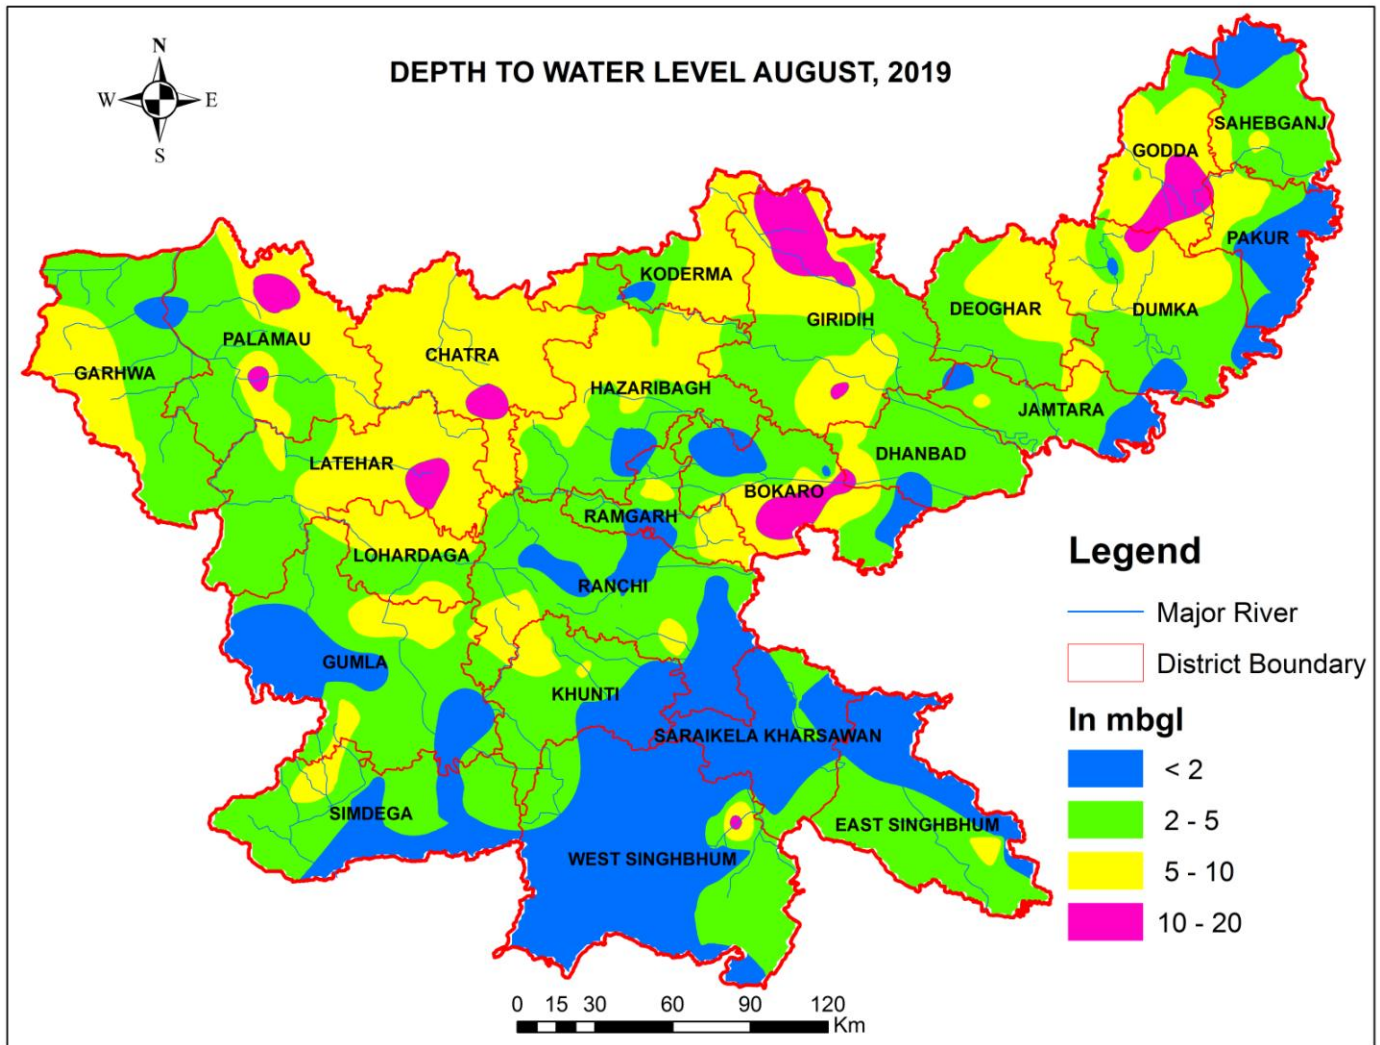 DEPTH TO WATER LEVEL AUGUST, 2019
N
W E
S
SAHEBGANJ
GODDA
PAKUR
KODERMA
DEOGHAR
DUMKA
GIRIDIH
PALAMAU
CHATRA
GARHWA
HAZARIBAGH
JAMTARA
DHANBAD
LATEHAR
BOKARO
RAMGARH
LOHARDAGA
RANCHI
GUMLA
KHUNTI
SARAIKELA KHARSAWAN
SIMDEGA
EAST SINGHBHUM
WEST SINGHBHUM
Legend
Major River
District Boundary
In mbgl
< 2
2 - 5
5 - 10
10 - 20
0 15 30 60 90 120
Km